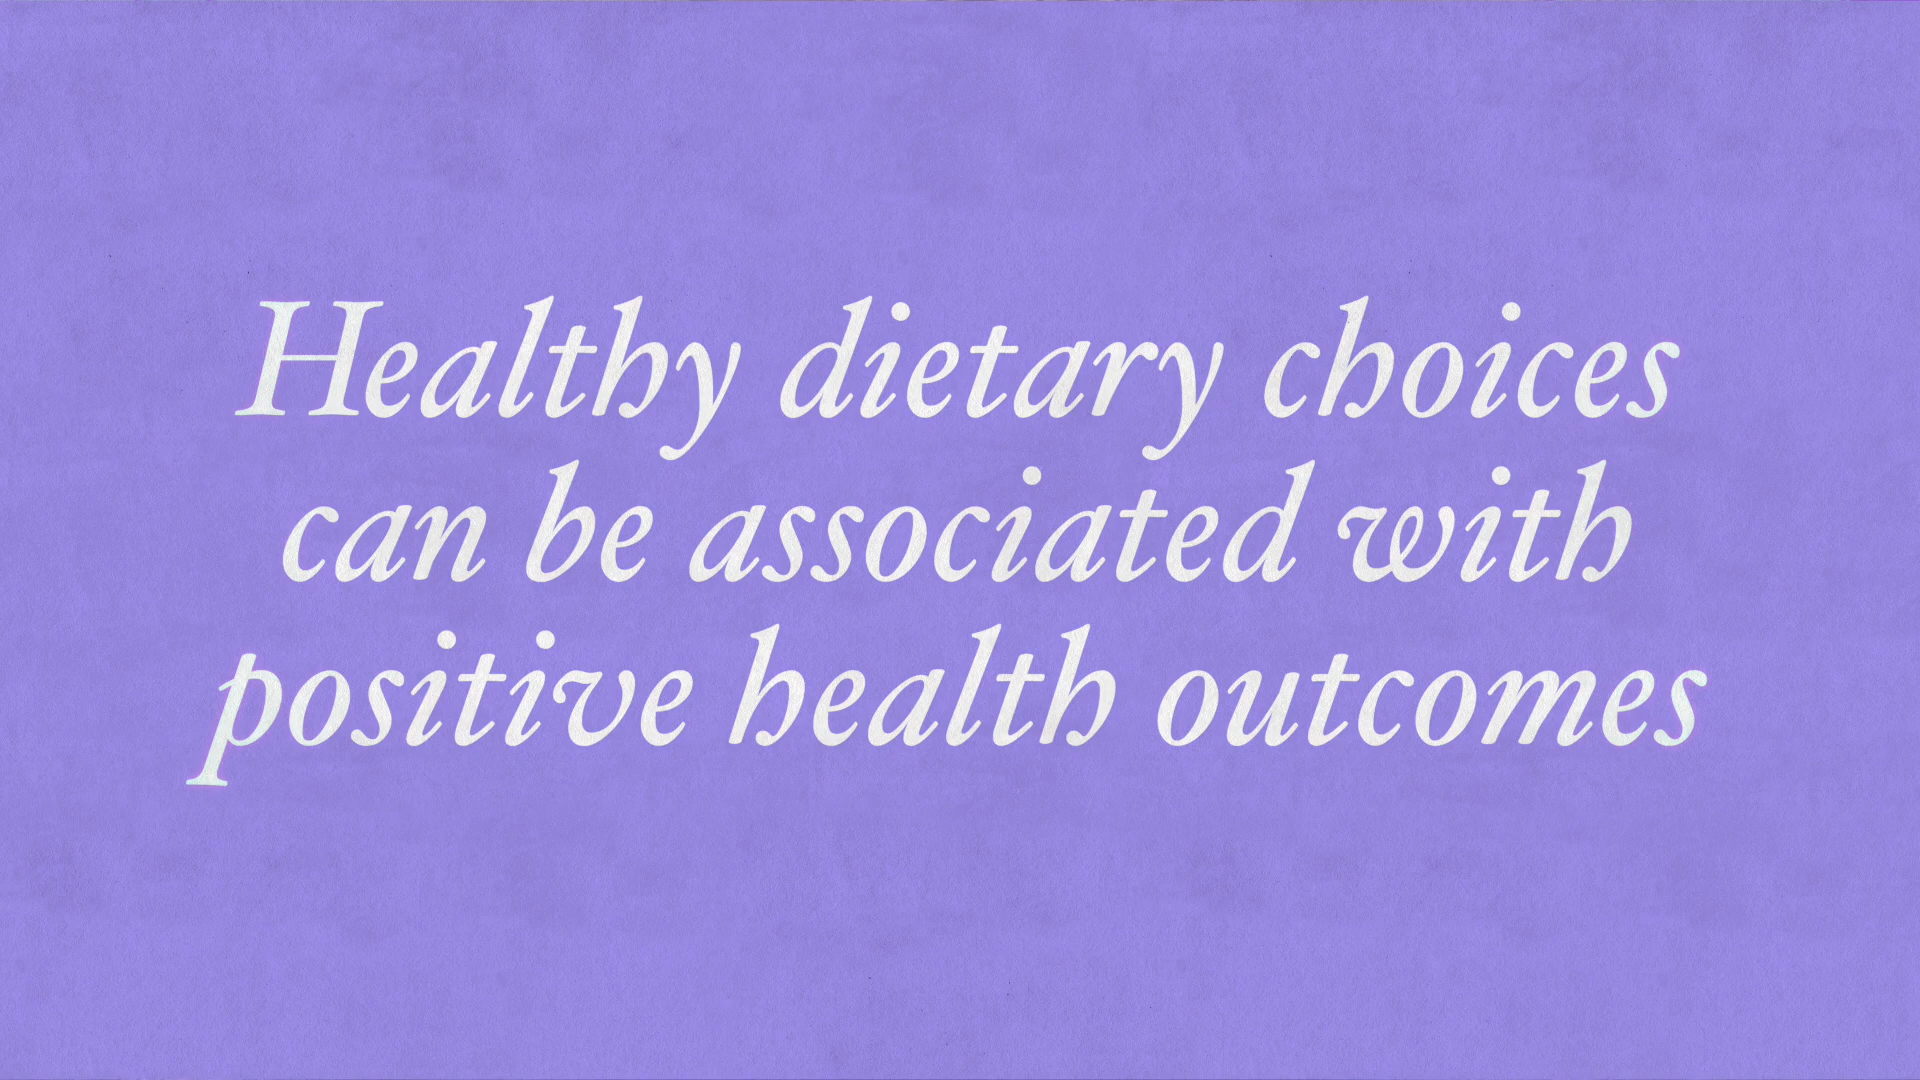 Healthy dietary choices
can be associated with
positive health outcomes